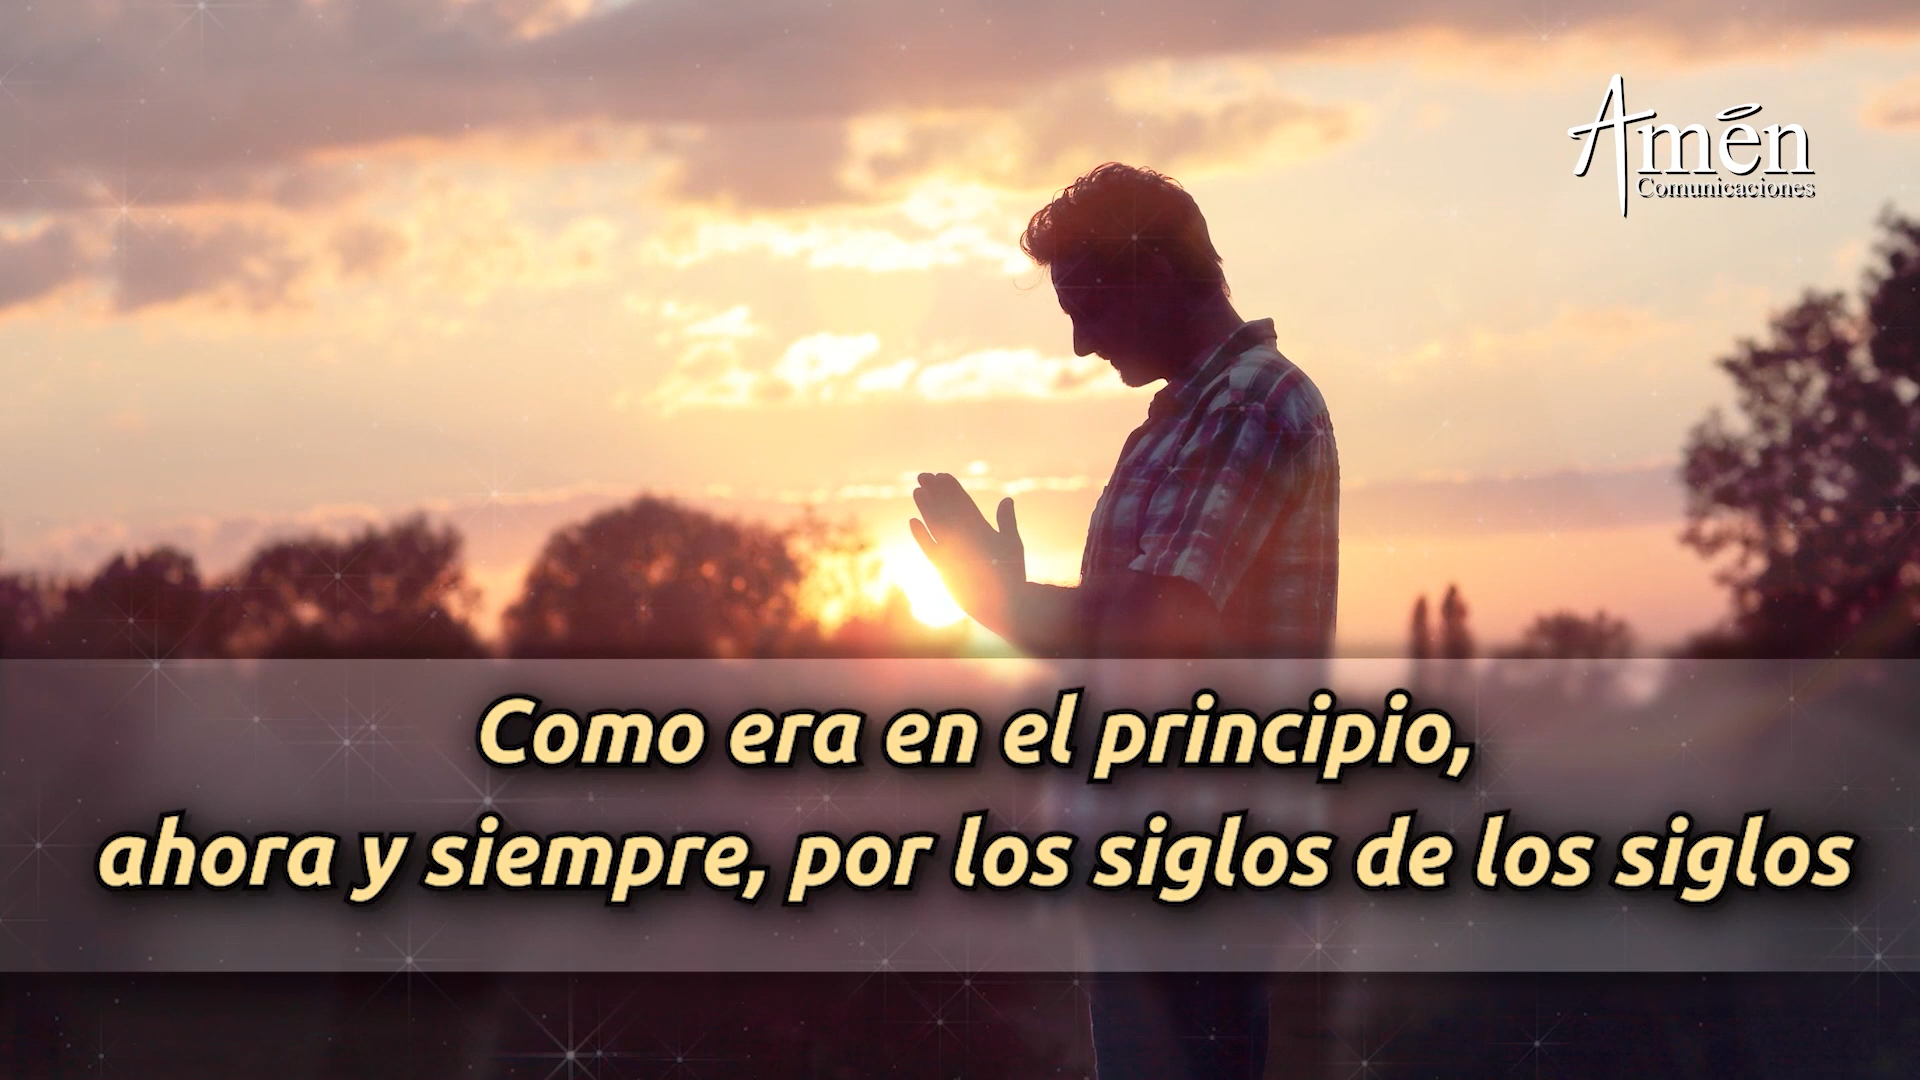 Amén
Comunicaciones
Como era en el principio,
ahora y siempre, por los siglos de los siglos